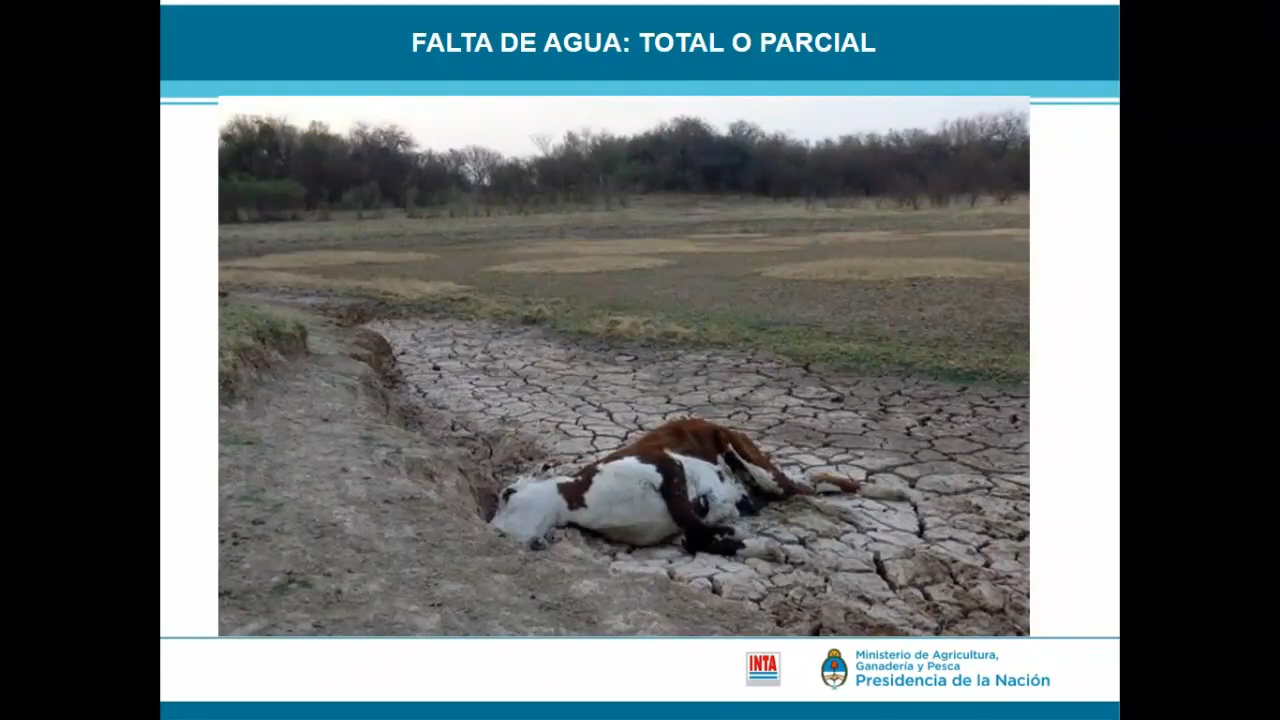 FALTA DE AGUA: TOTAL O PARCIAL
INTA
Ministerio de Agricultura,
Ganadería y Pesca
Presidencia de la Nación